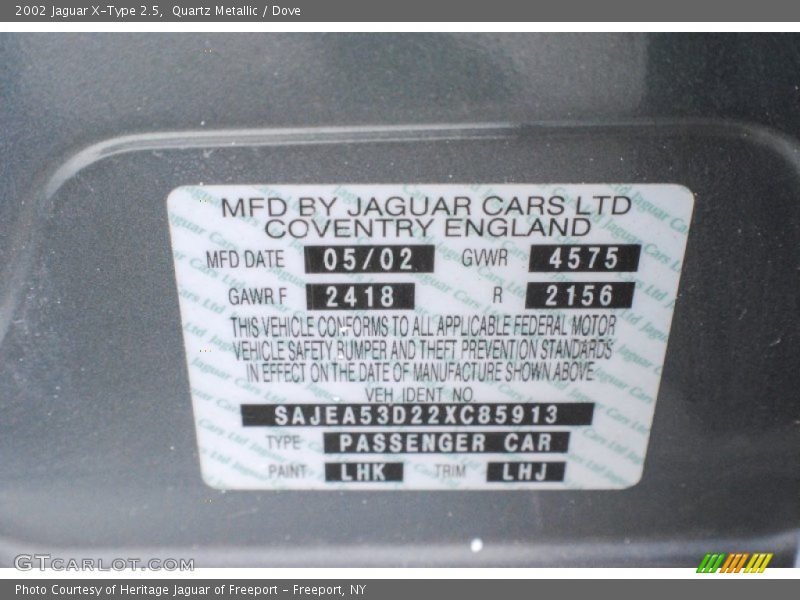 2002 Jaguar X-Type 2.5,  Quartz Metallic / Dove
MFD BY JAGUAR CARS LTD
COVENTRY ENGLAND
MFD DATE 05/02 GVWR 4575
GAWR F 2418 R 2156
THIS VEHICLE CONFORMS TO ALL APPLICABLE FEDERAL MOTOR
VEHICLE SAFETY BUMPER AND THEFT PREVENTION STANDARDS
IN EFFECT ON THE DATE OF MANUFACTURE SHOWN ABOVE
VEH IDENT NO.
SAJEA53D22XC85913
TYPE PASSENGER CAR
PAINT LHK TRIM LHJ
GTCARLOT.COM
Photo Courtesy of Heritage Jaguar of Freeport - Freeport, NY